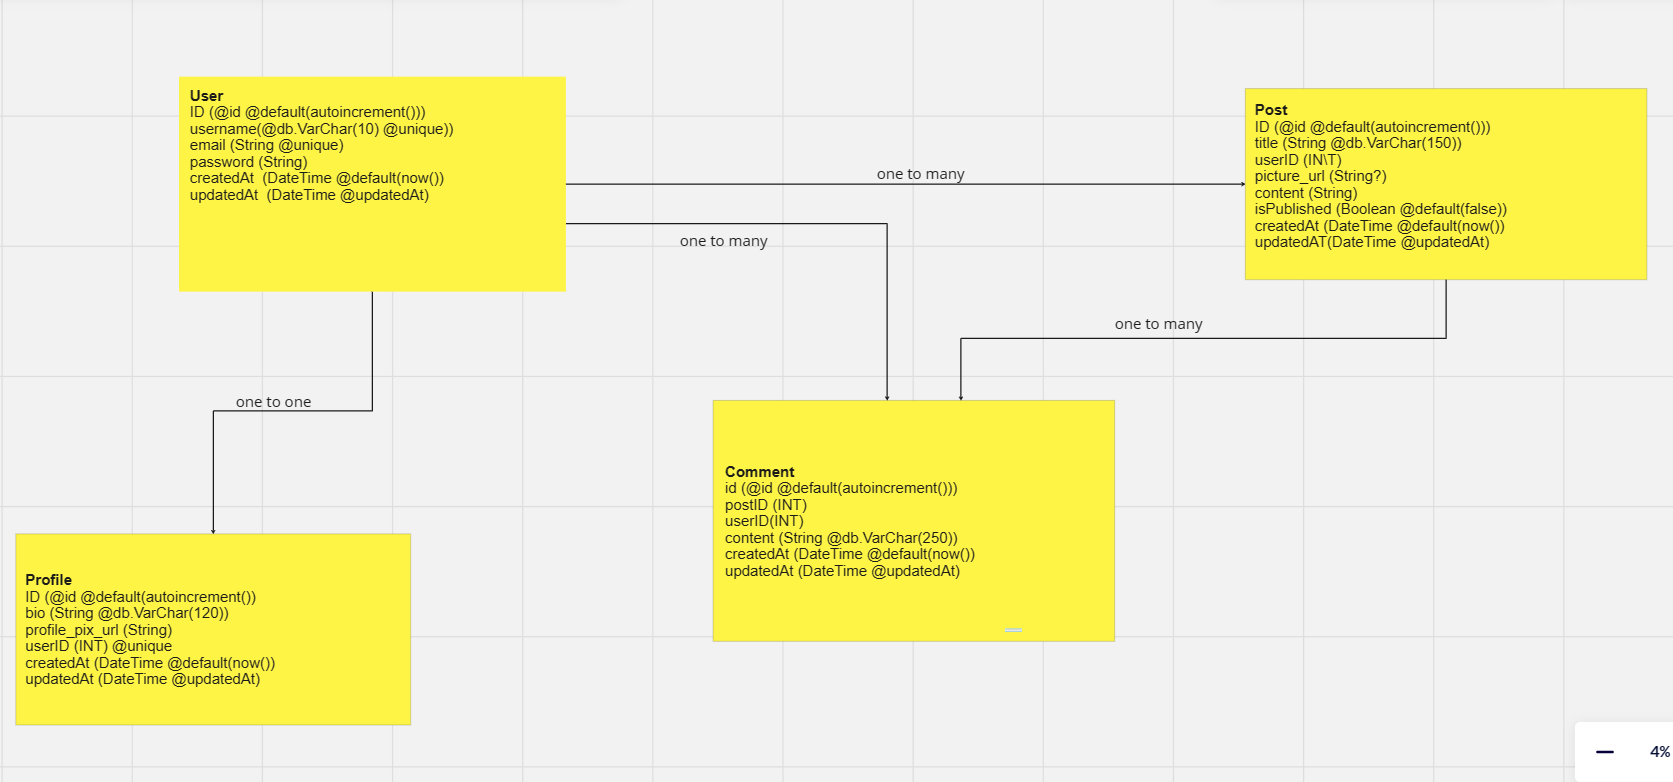 User
ID (@id @default(autoincrement()))
username(@db.VarChar(10) @unique))
email (String @unique)
password (String)
createdAt  (DateTime @default(now())
updatedAt  (DateTime @updatedAt)
one to many
one to many
Post
ID (@id @default(autoincrement()))
title (String @db.VarChar(150))
userID (IN\T)
picture_url (String?)
content (String)
isPublished (Boolean @default(false))
createdAt (DateTime @default(now())
updatedAT(DateTime @updatedAt)
one to many
one to one
Comment
id (@id @default(autoincrement()))
postID (INT)
userID(INT)
content (String @db.VarChar(250))
createdAt (DateTime @default(now())
updatedAt (DateTime @updatedAt)
Profile
ID (@id @default(autoincrement())
bio (String @db.VarChar(120))
profile_pix_url (String)
userID (INT) @unique
createdAt (DateTime @default(now())
updatedAt (DateTime @updatedAt)
4%